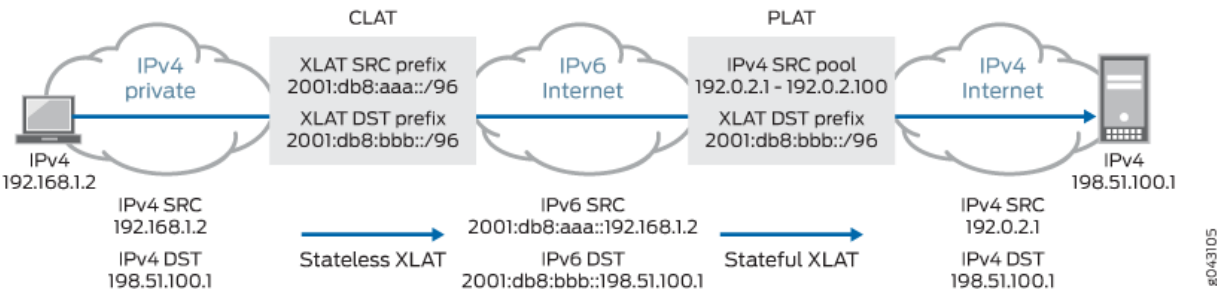 CLAT
PLAT
IPv4
private
XLAT SRC prefix
2001:db8:aaa::/96
XLAT DST prefix
2001:db8:bbb::/96
IPv6
Internet
IPv4 SRC pool
192.0.2.1 - 192.0.2.100
XLAT DST prefix
2001:db8:bbb::/96
IPv4
Internet
IPv4
192.168.1.2
IPv4
198.51.100.1
IPv4 SRC
192.168.1.2
IPv4 DST
198.51.100.1
Stateless XLAT
IPv6 SRC
2001:db8:aaa::192.168.1.2
IPv6 DST
2001:db8:bbb::198.51.100.1
Stateful XLAT
IPv4 SRC
192.0.2.1
IPv4 DST
198.51.100.1
g043105